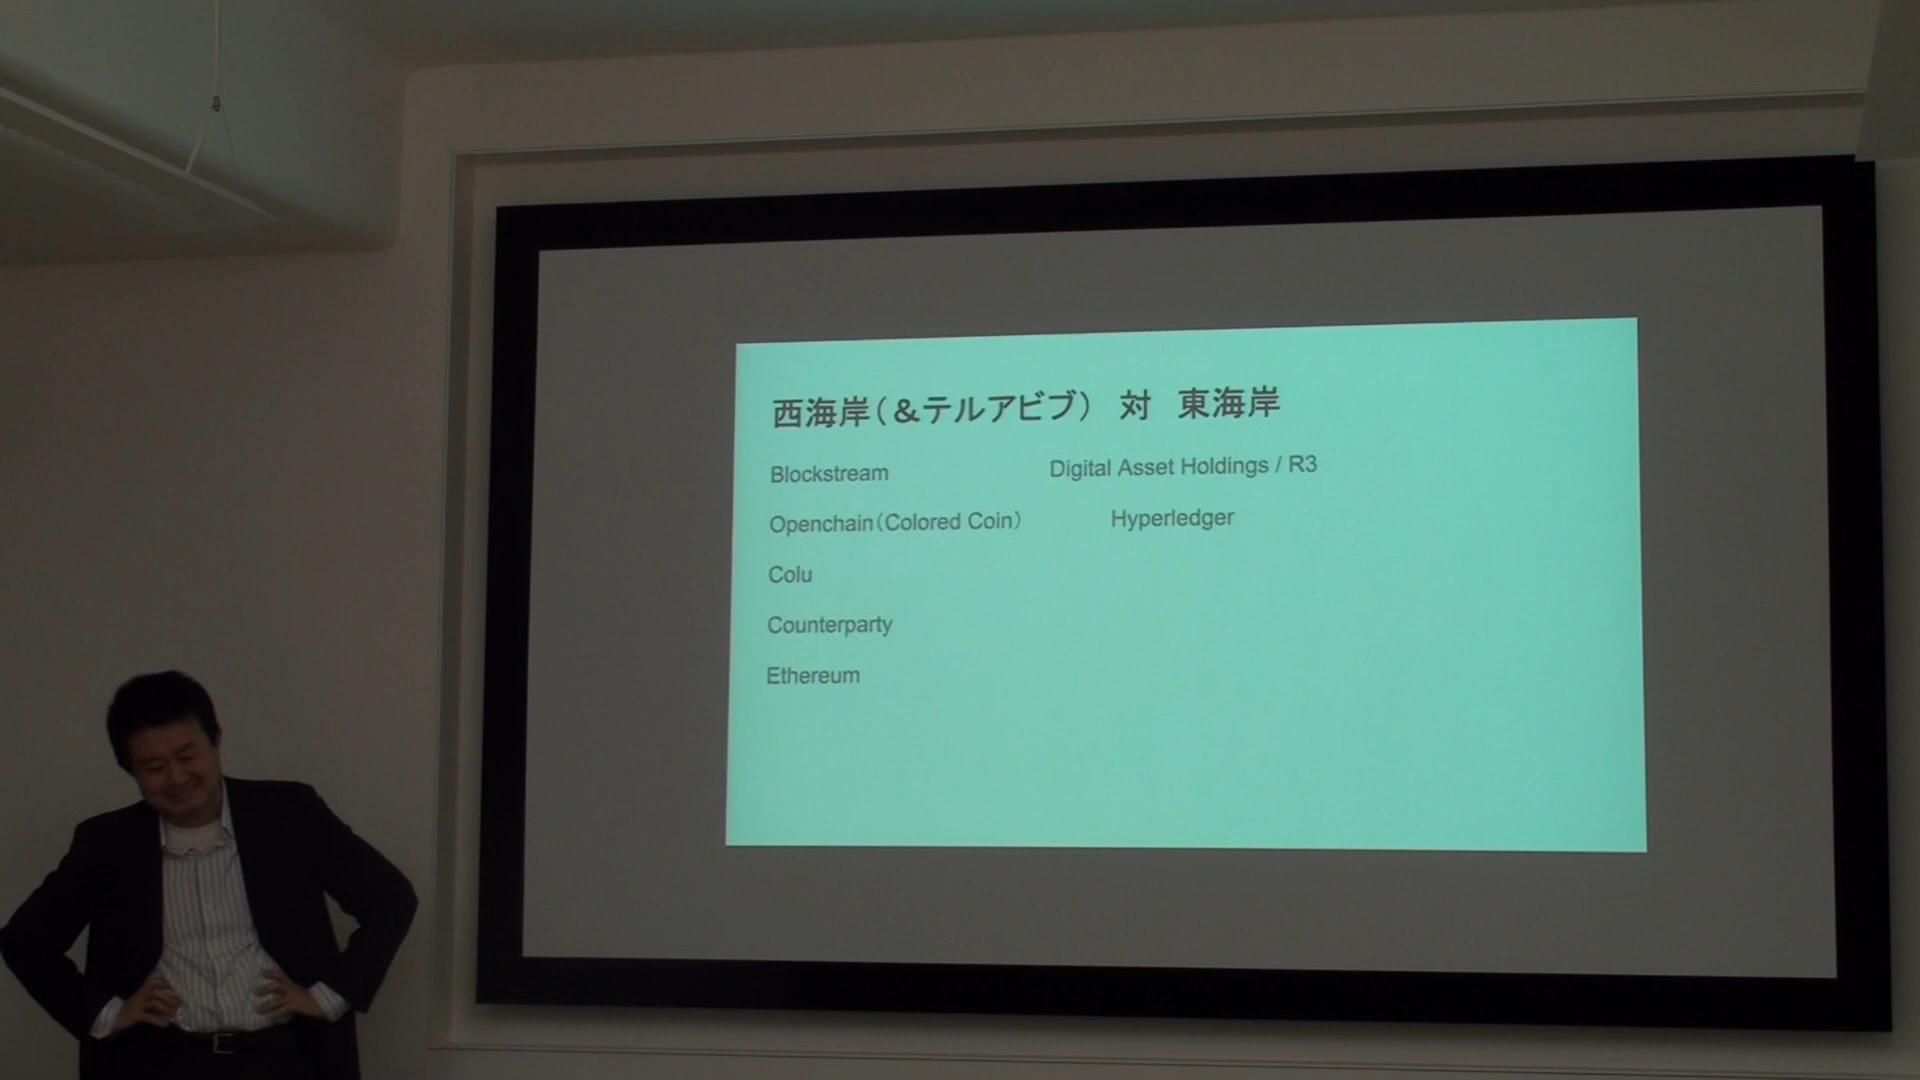 西海岸（＆テルアビブ） 対 東海岸
Blockstream Digital Asset Holdings / R3
Openchain（Colored Coin） Hyperledger
Colu
Counterparty
Ethereum